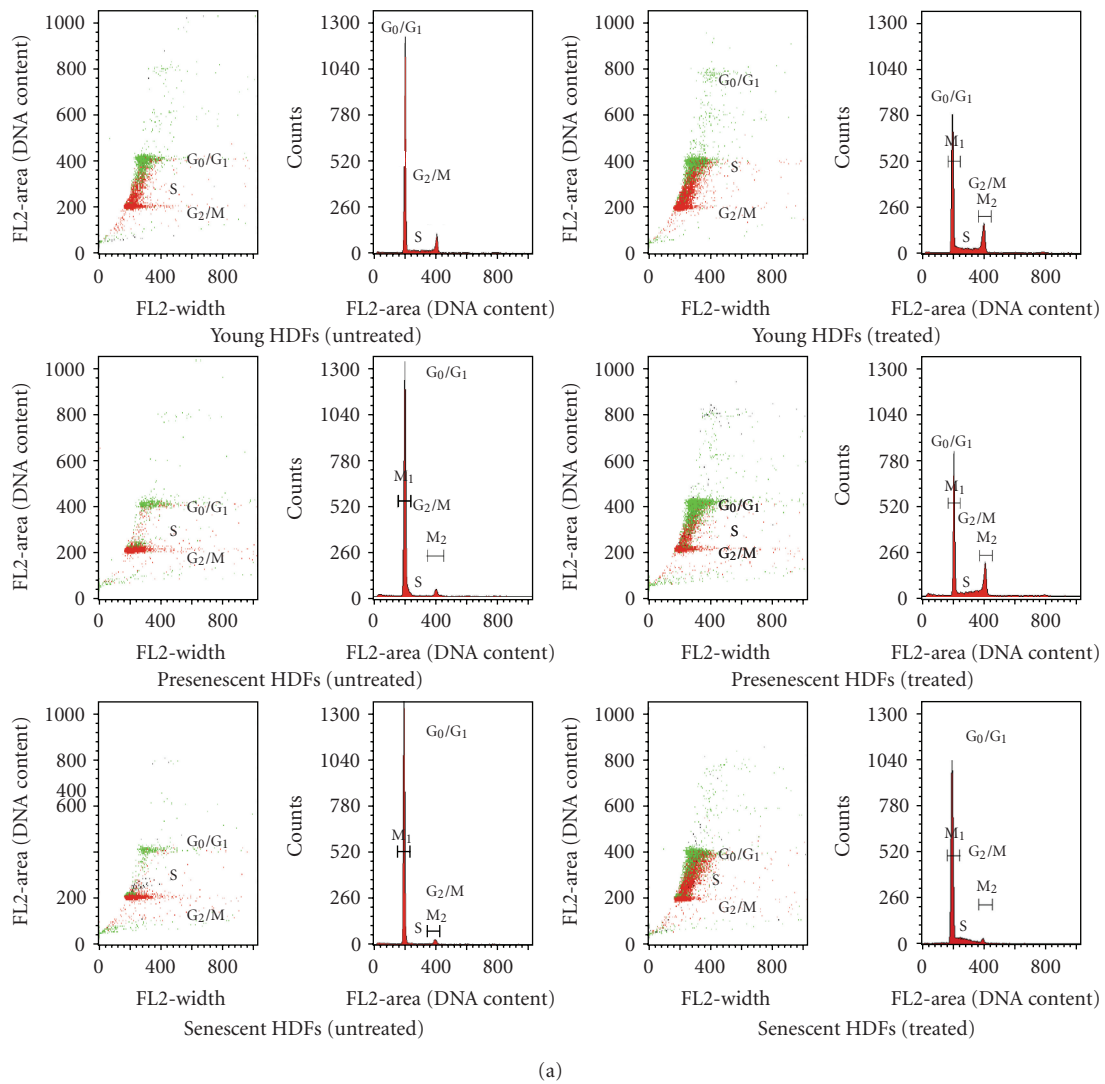 FL2-area (DNA content)
1000
800
600
400
200
0
G0/G1
S
G2/M
0 400 800
FL2-width
Counts
1300
1040
780
520
260
0
G0/G1
G2/M
S
0 400 800
FL2-area (DNA content)
Young HDFs (untreated)
FL2-area (DNA content)
1000
800
600
400
200
0
G0/G1
S
G2/M
0 400 800
FL2-width
Counts
1300
1040
780
520
260
0
G0/G1
M1
G2/M
M2
S
0 400 800
FL2-area (DNA content)
Young HDFs (treated)
FL2-area (DNA content)
1000
800
600
400
200
0
G0/G1
S
G2/M
0 400 800
FL2-width
Counts
1300
1040
780
520
260
0
G0/G1
M1
G2/M
M2
S
0 400 800
FL2-area (DNA content)
Presenescent HDFs (untreated)
FL2-area (DNA content)
1000
800
600
400
200
0
G0/G1
S
G2/M
0 400 800
FL2-width
Counts
1300
1040
780
520
260
0
G0/G1
M1
G2/M
M2
S
0 400 800
FL2-area (DNA content)
Presenescent HDFs (treated)
FL2-area (DNA content)
1000
800
400
600
200
0
G0/G1
S
G2/M
0 400 800
FL2-width
Counts
1300
1040
780
520
260
0
G0/G1
M1
G2/M
M2
S
0 400 800
FL2-area (DNA content)
Senescent HDFs (untreated)
FL2-area (DNA content)
1000
800
600
400
200
0
G0/G1
S
G2/M
0 400 800
FL2-width
Counts
1300
1040
780
520
260
0
G0/G1
M1
G2/M
M2
S
0 400 800
FL2-area (DNA content)
Senescent HDFs (treated)
(a)